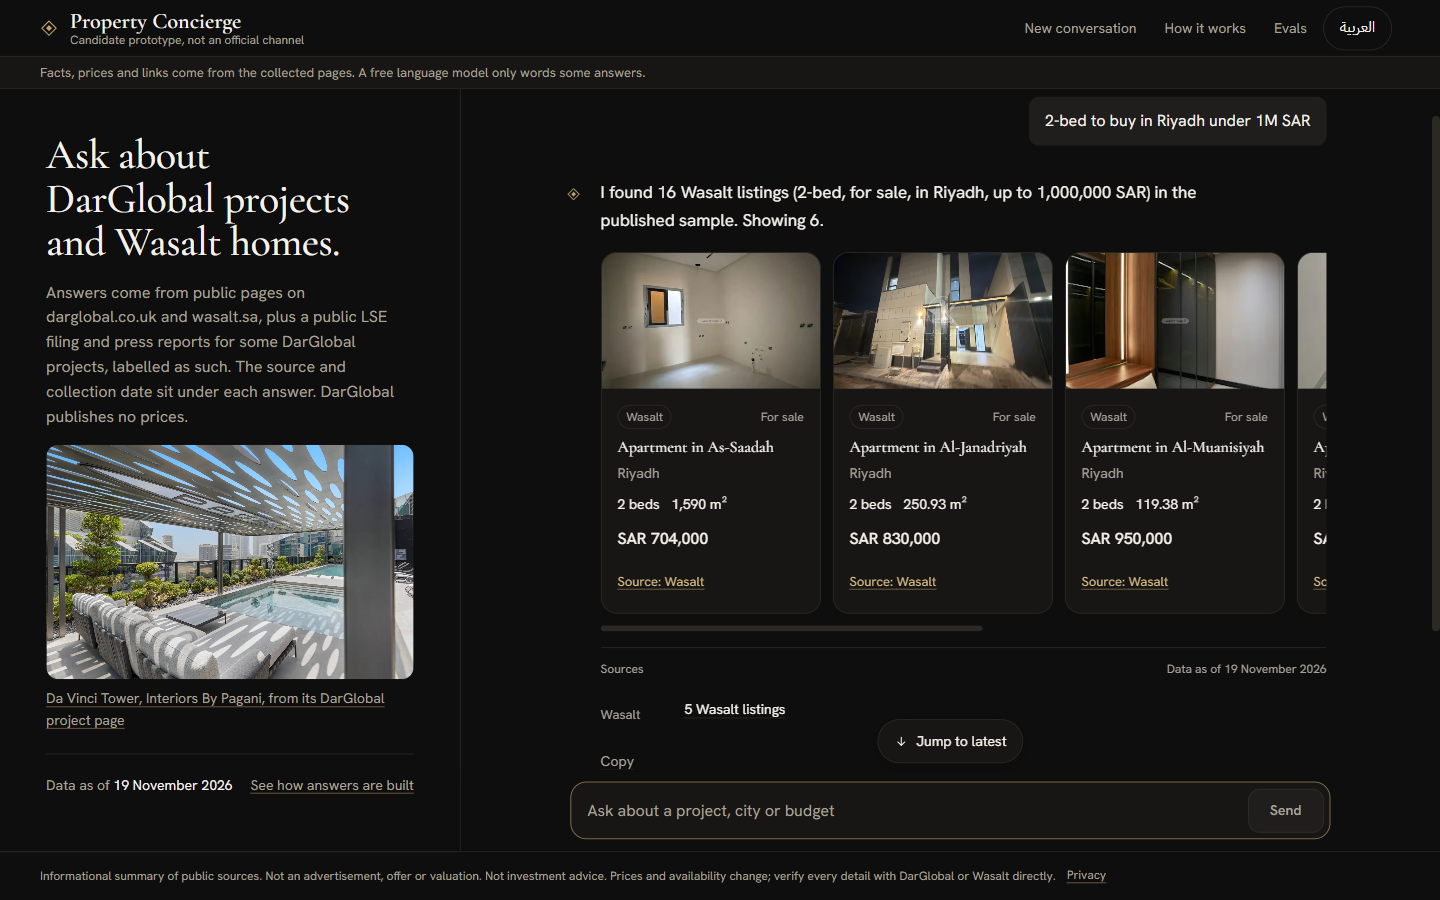 Property Concierge
Candidate prototype, not an official channel
New conversation
How it works
Evals
العربية
Facts, prices and links come from the collected pages. A free language model only words some answers.
Ask about
DarGlobal projects
and Wasalt homes.
Answers come from public pages on
darglobal.co.uk and wasalt.sa, plus a public LSE
filing and press reports for some DarGlobal
projects, labelled as such. The source and
collection date sit under each answer. DarGlobal
publishes no prices.
Da Vinci Tower, Interiors By Pagani, from its DarGlobal
project page
Data as of 19 November 2026
See how answers are built
2-bed to buy in Riyadh under 1M SAR
I found 16 Wasalt listings (2-bed, for sale, in Riyadh, up to 1,000,000 SAR) in the
published sample. Showing 6.
Wasalt
For sale
Apartment in As-Saadah
Riyadh
2 beds 1,590 m²
SAR 704,000
Source: Wasalt
Wasalt
For sale
Apartment in Al-Janadriyah
Riyadh
2 beds 250.93 m²
SAR 830,000
Source: Wasalt
Wasalt
For sale
Apartment in Al-Muanisiyah
Riyadh
2 beds 119.38 m²
SAR 950,000
Source: Wasalt
Sources
Data as of 19 November 2026
Wasalt
5 Wasalt listings
Jump to latest
Copy
Ask about a project, city or budget
Send
Informational summary of public sources. Not an advertisement, offer or valuation. Not investment advice. Prices and availability change; verify every detail with DarGlobal or Wasalt directly.
Privacy